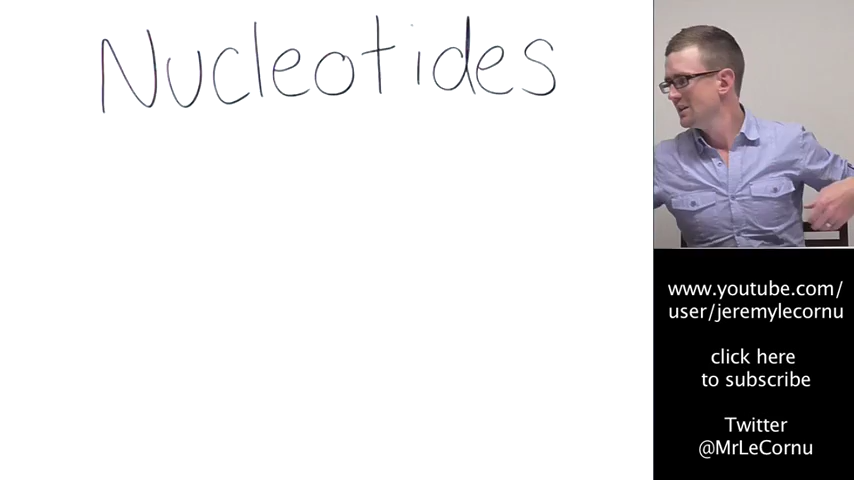 Nucleotides
www.youtube.com/
user/jeremylecornu
click here
to subscribe
Twitter
@MrLeCornu